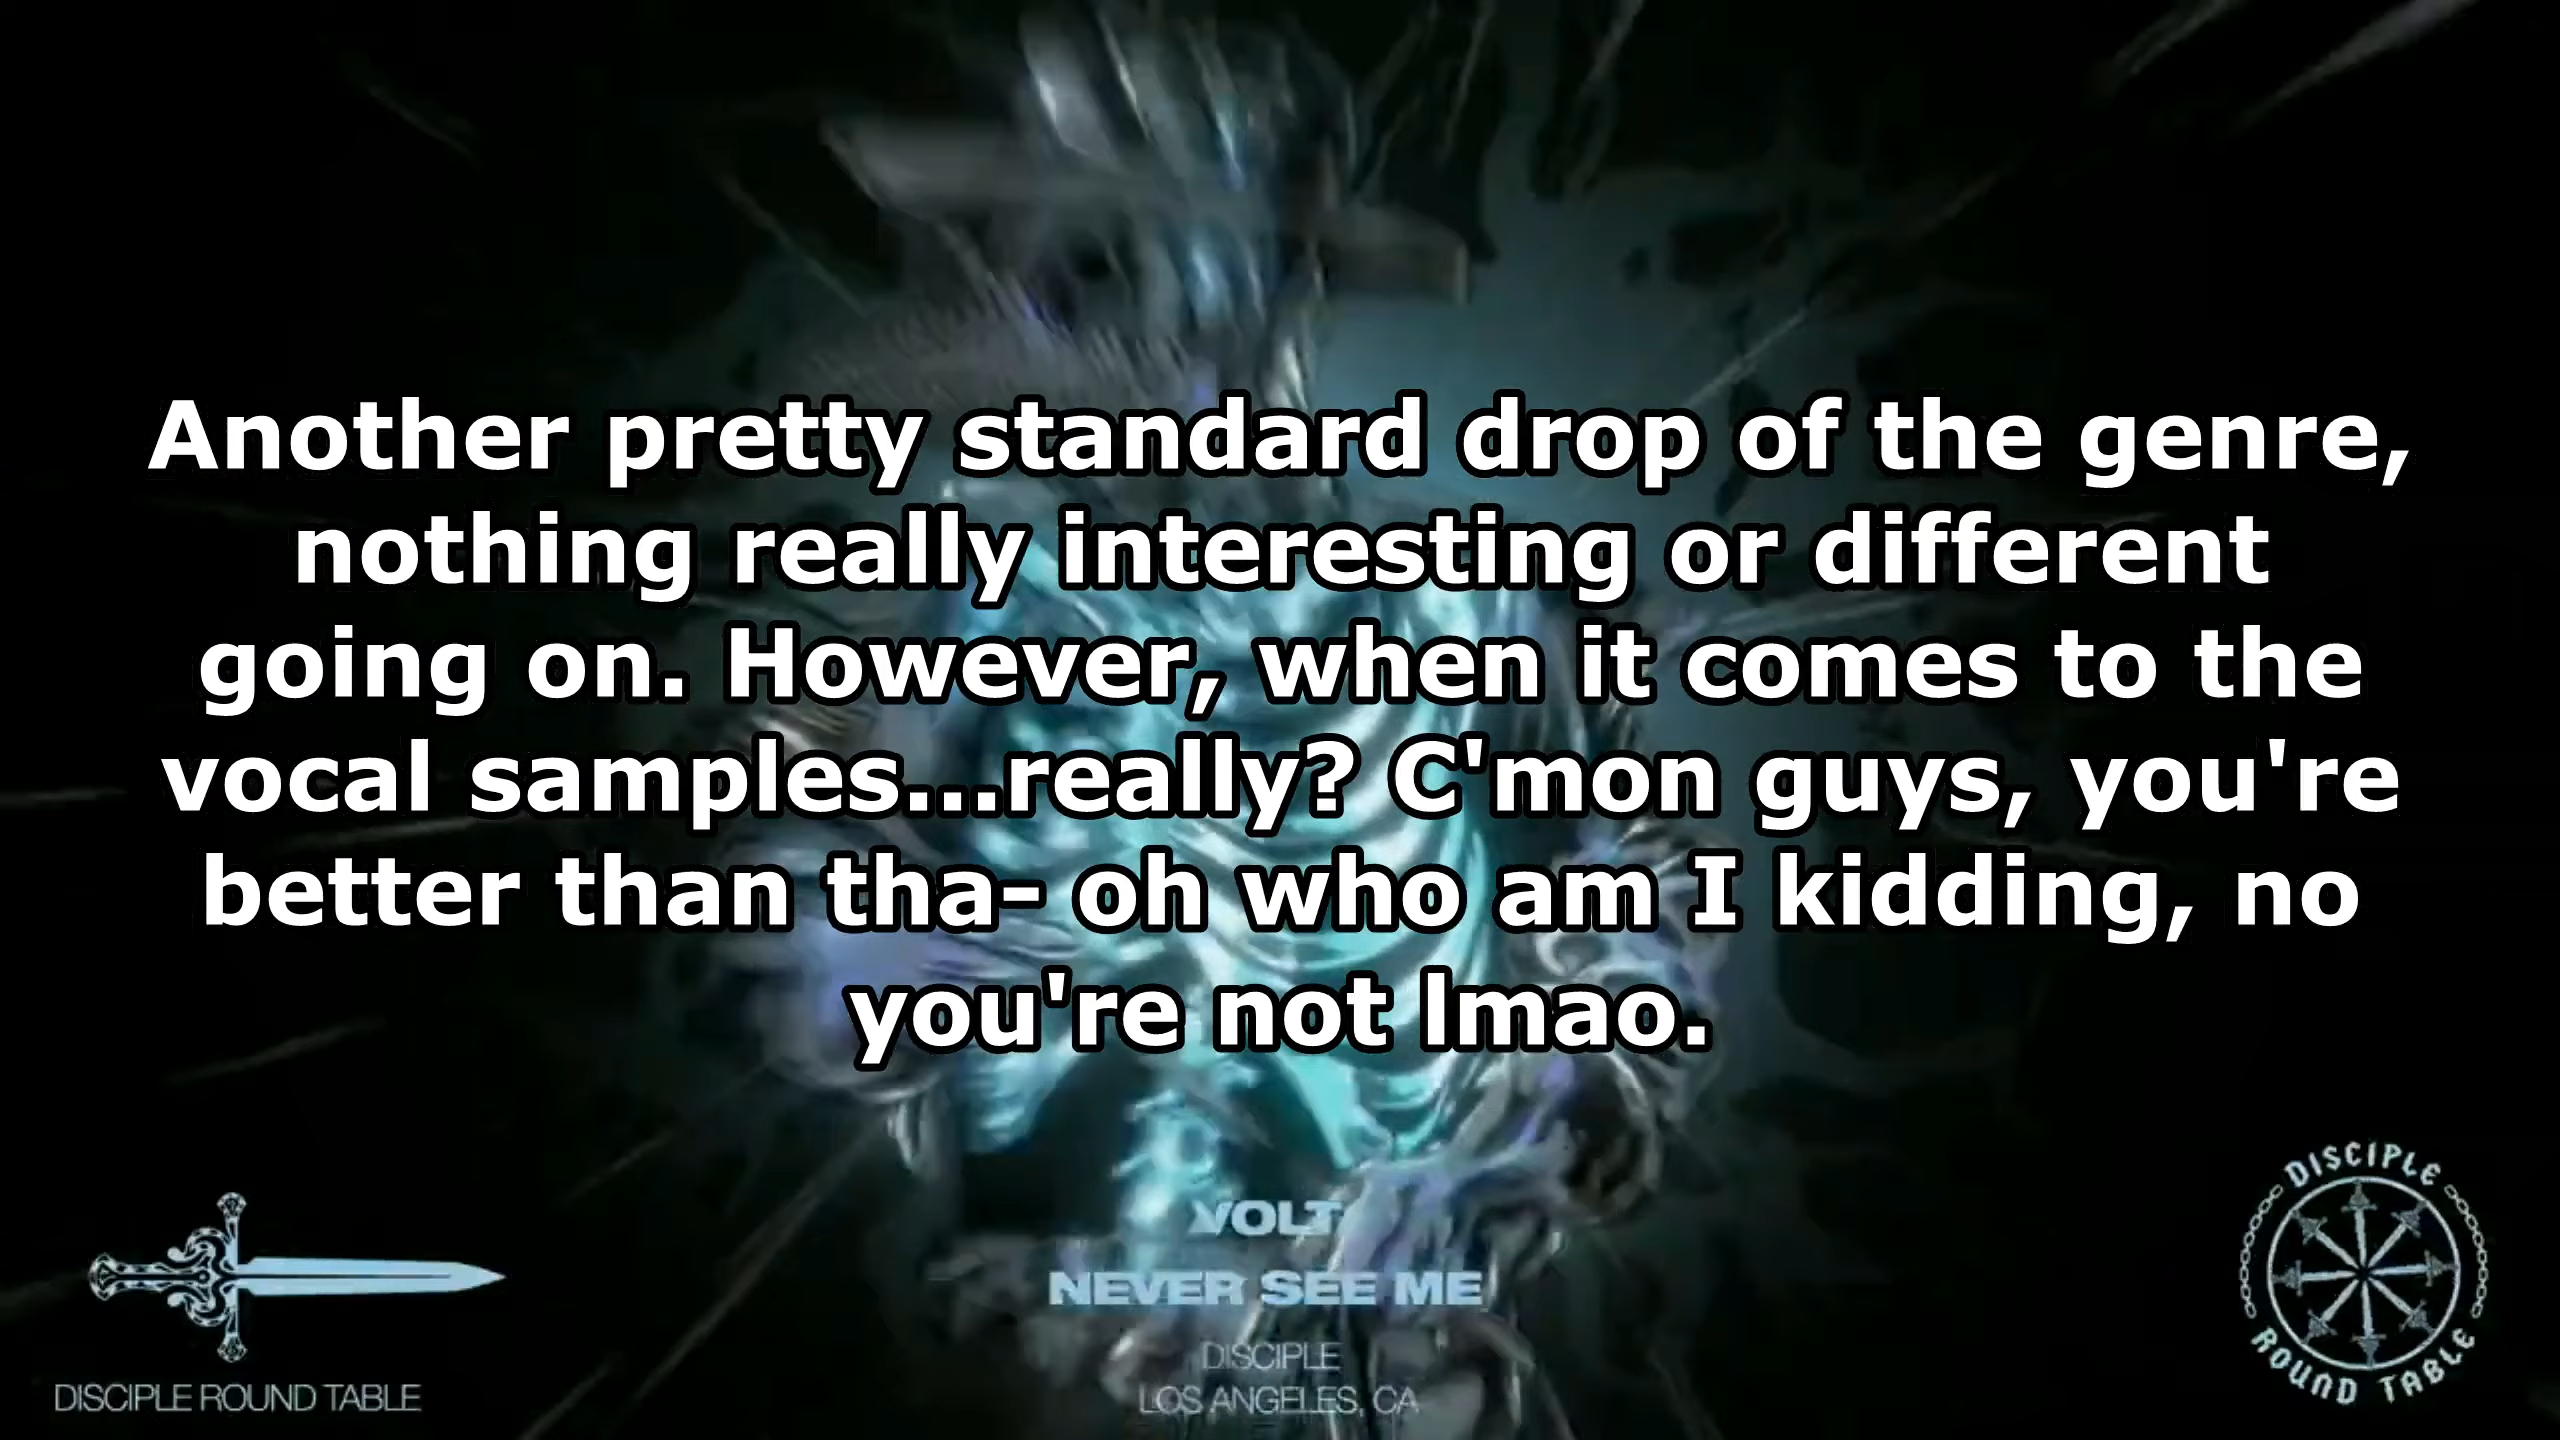 Another pretty standard drop of the genre,
nothing really interesting or different
going on. However, when it comes to the
vocal samples...really? C'mon guys, you're
better than tha- oh who am I kidding, no
you're not lmao.
VOLT
NEVER SEE ME
DISCIPLE
LOS ANGELES, CA
DISCIPLE ROUND TABLE
DISCIPLE
ROUND TABLE